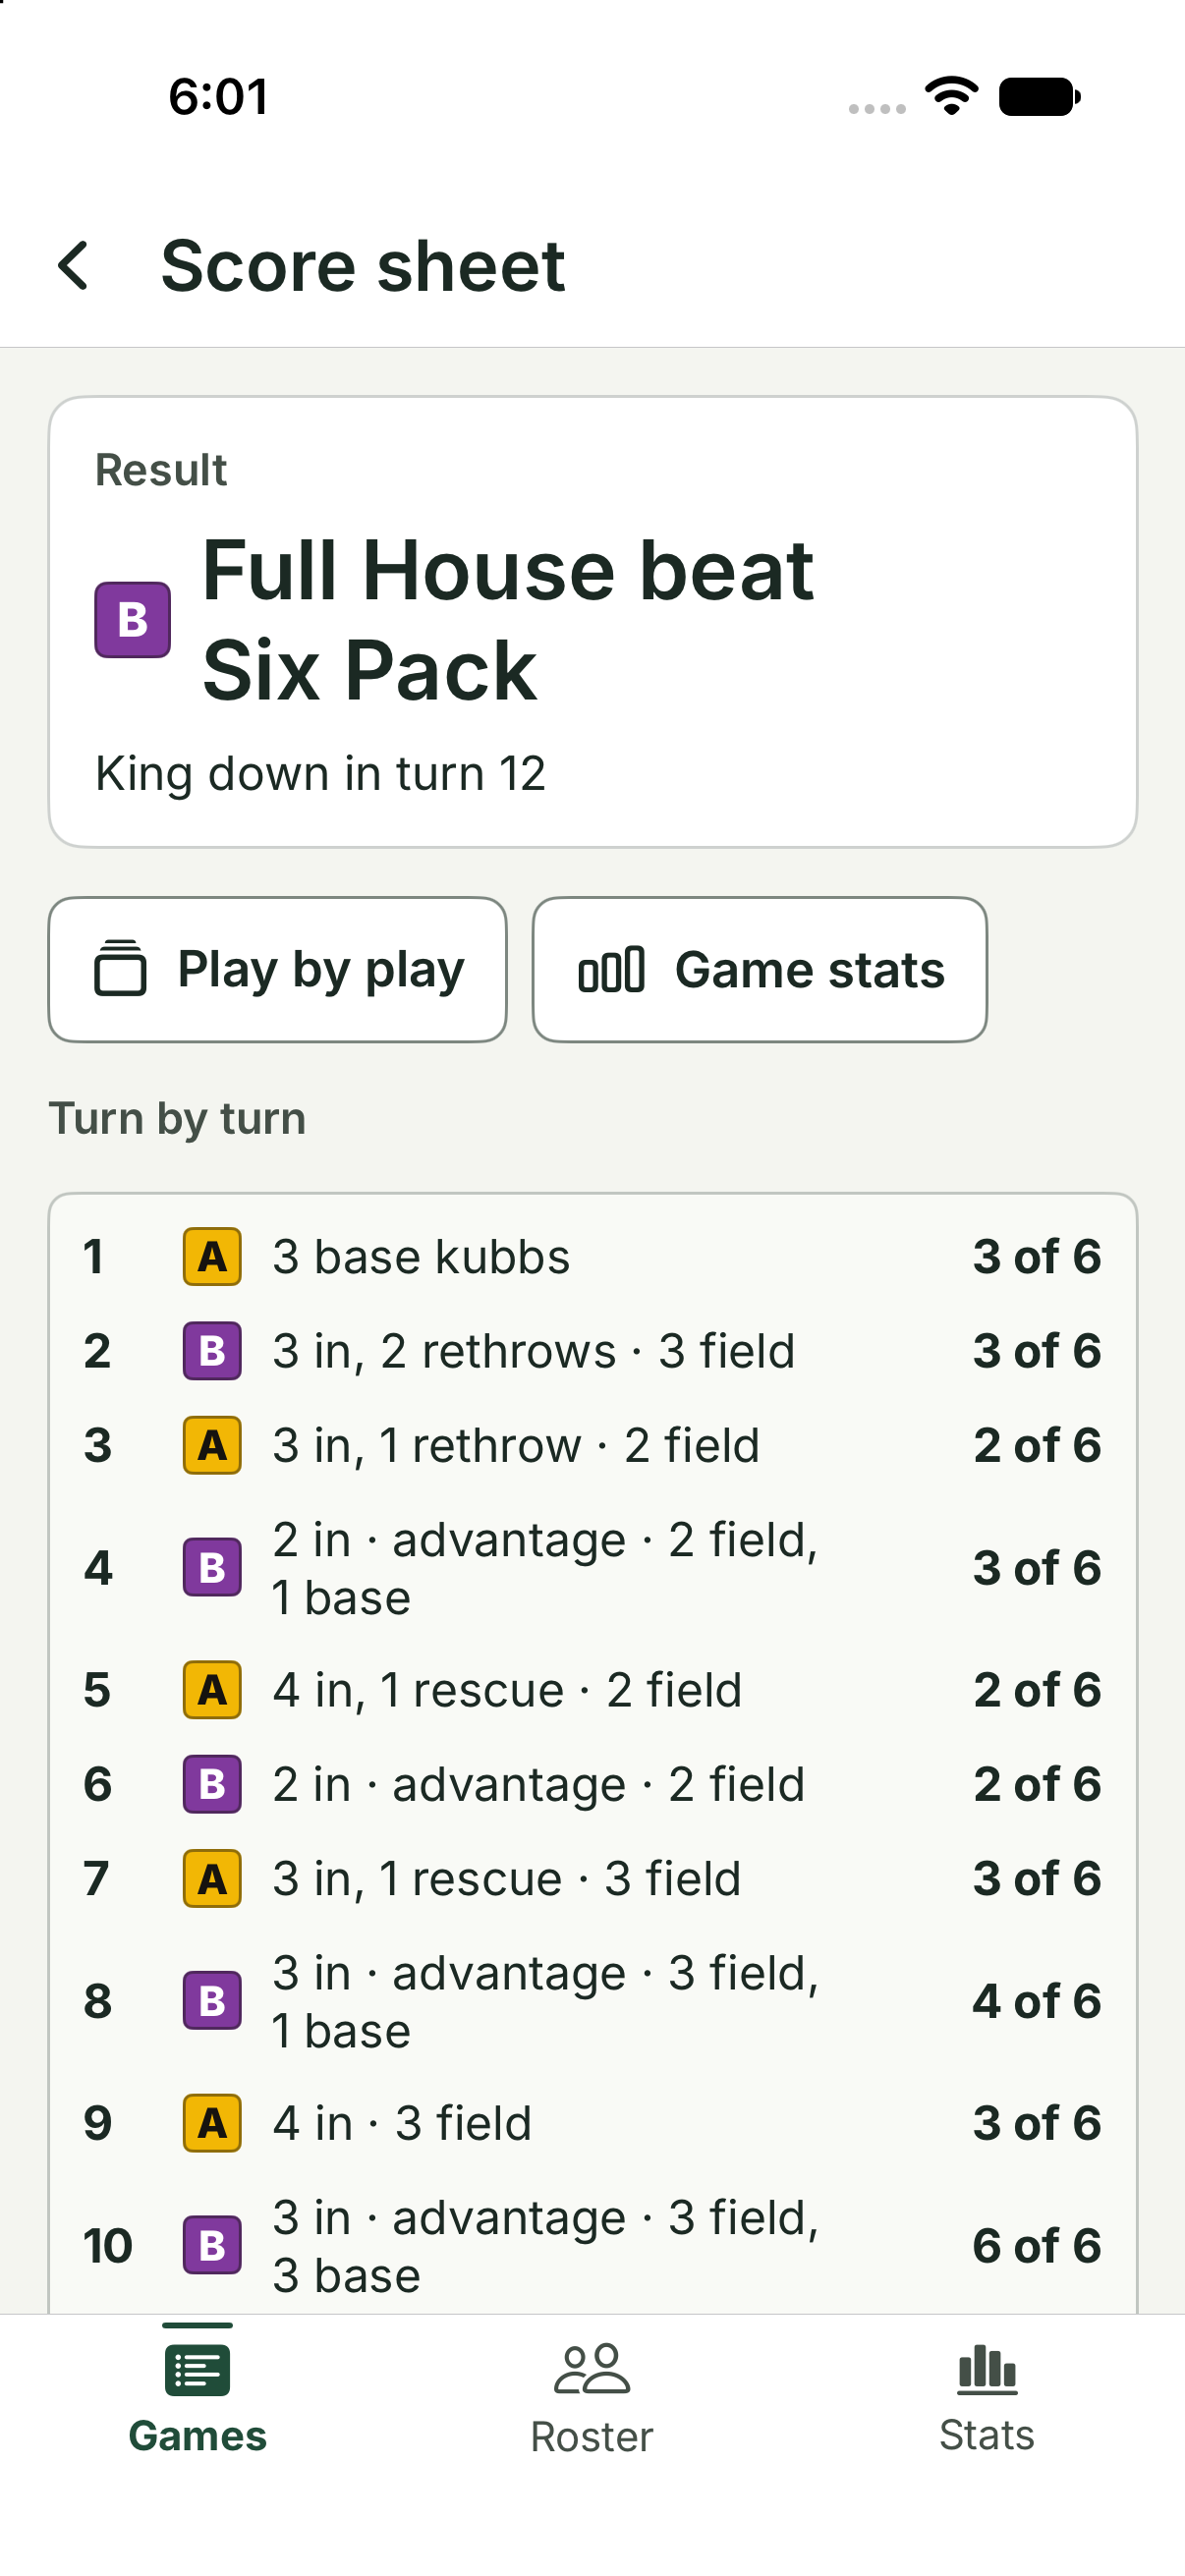 6:01
Score sheet
Result
B
Full House beat
Six Pack
King down in turn 12
Play by play
Game stats
Turn by turn
1 A 3 base kubbs 3 of 6
2 B 3 in, 2 rethrows · 3 field 3 of 6
3 A 3 in, 1 rethrow · 2 field 2 of 6
4 B 2 in · advantage · 2 field, 3 of 6
1 base
5 A 4 in, 1 rescue · 2 field 2 of 6
6 B 2 in · advantage · 2 field 2 of 6
7 A 3 in, 1 rescue · 3 field 3 of 6
8 B 3 in · advantage · 3 field, 4 of 6
1 base
9 A 4 in · 3 field 3 of 6
10 B 3 in · advantage · 3 field, 6 of 6
3 base
Games
Roster
Stats